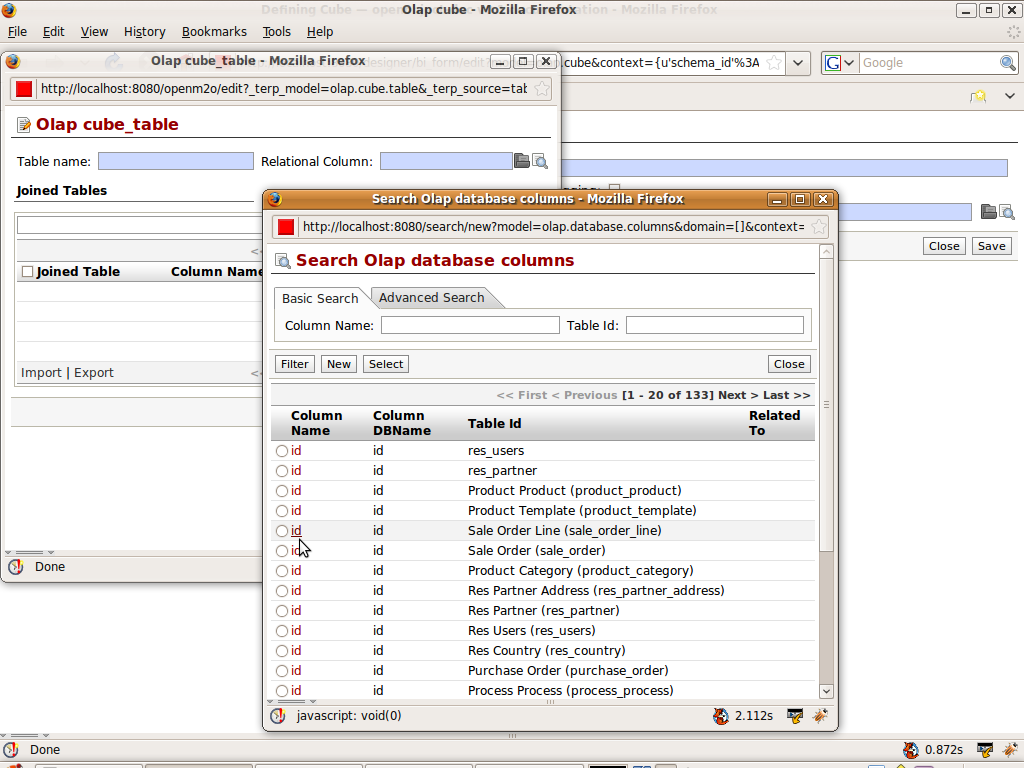 Defining Cube — open
Olap cube - Mozilla Firefox
File Edit View History Bookmarks Tools Help
Olap cube_table - Mozilla Firefox
.cube&context={u'schema_id'%3A
Google
http://localhost:8080/openm2o/edit?_terp_model=olap.cube.table&_terp_source=tab
Olap cube_table
Table name: Relational Column:
Joined Tables
Search Olap database columns - Mozilla Firefox
http://localhost:8080/search/new?model=olap.database.columns&domain=[]&context=
Close Save
Search Olap database columns
Joined Table Column Name
Basic Search Advanced Search
Column Name: Table Id:
Filter New Select Close
Import | Export
<< First < Previous [1 - 20 of 133] Next > Last >>
Column Name Column DBName Table Id Related To
id id res_users
id id res_partner
id id Product Product (product_product)
id id Product Template (product_template)
id id Sale Order Line (sale_order_line)
id id Sale Order (sale_order)
id id Product Category (product_category)
id id Res Partner Address (res_partner_address)
id id Res Partner (res_partner)
id id Res Users (res_users)
id id Res Country (res_country)
id id Purchase Order (purchase_order)
id id Process Process (process_process)
Done
javascript: void(0) 2.112s
Done 0.872s